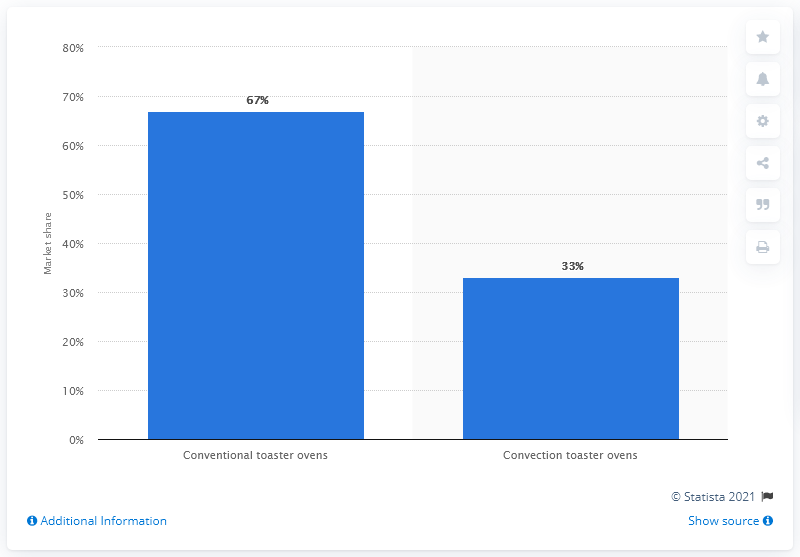 80%
70%
60%
50%
40%
30%
20%
10%
0%
Market share
67%
33%
Conventional toaster ovens
Convection toaster ovens
© Statista 2021
Additional Information
Show source